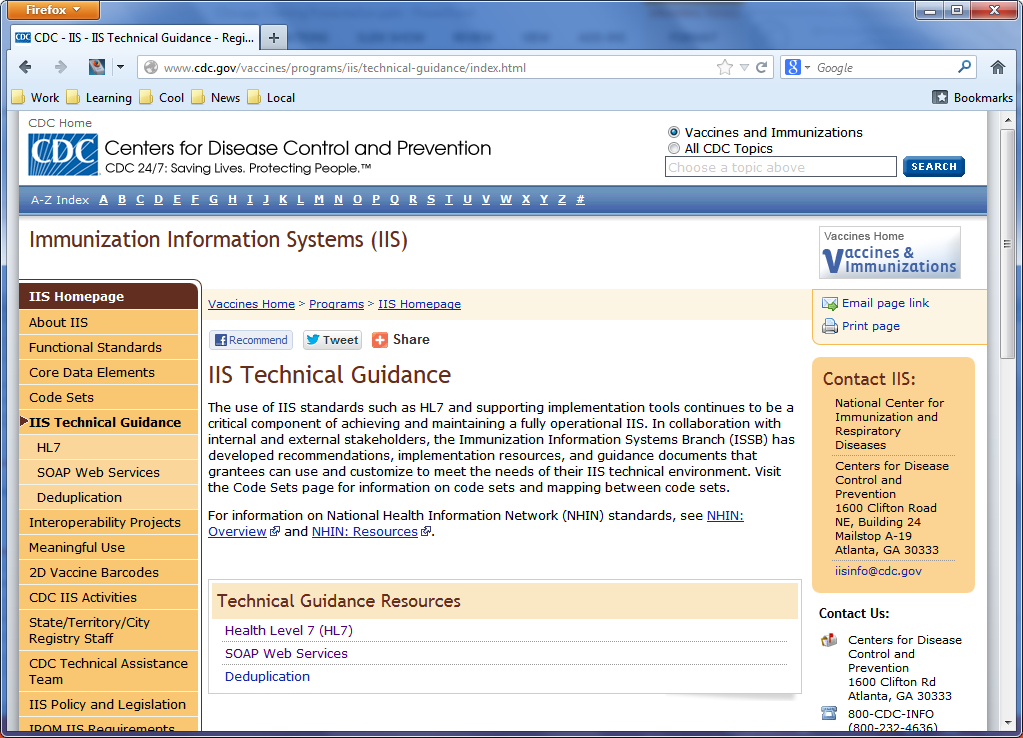 Firefox
CDC - IIS - IIS Technical Guidance - Regi...
www.cdc.gov/vaccines/programs/iis/technical-guidance/index.html
Google
Work Learning Cool News Local
Bookmarks
CDC Home
CDC
Centers for Disease Control and Prevention
CDC 24/7: Saving Lives. Protecting People.™
Vaccines and Immunizations
All CDC Topics
Choose a topic above
SEARCH
A-Z Index A B C D E F G H I J K L M N O P Q R S T U V W X Y Z #
Immunization Information Systems (IIS)
Vaccines Home
Vaccines &
Immunizations
IIS Homepage
About IIS
Functional Standards
Core Data Elements
Code Sets
IIS Technical Guidance
HL7
SOAP Web Services
Deduplication
Interoperability Projects
Meaningful Use
2D Vaccine Barcodes
CDC IIS Activities
State/Territory/City
Registry Staff
CDC Technical Assistance
Team
IIS Policy and Legislation
IPOM IIS Requirements
Vaccines Home > Programs > IIS Homepage
Recommend Tweet Share
IIS Technical Guidance
The use of IIS standards such as HL7 and supporting implementation tools continues to be a
critical component of achieving and maintaining a fully operational IIS. In collaboration with
internal and external stakeholders, the Immunization Information Systems Branch (ISSB) has
developed recommendations, implementation resources, and guidance documents that
grantees can use and customize to meet the needs of their IIS technical environment. Visit
the Code Sets page for information on code sets and mapping between code sets.
For information on National Health Information Network (NHIN) standards, see NHIN:
Overview and NHIN: Resources.
Technical Guidance Resources
Health Level 7 (HL7)
SOAP Web Services
Deduplication
Email page link
Print page
Contact IIS:
National Center for
Immunization and
Respiratory
Diseases
Centers for Disease
Control and
Prevention
1600 Clifton Road
NE, Building 24
Mailstop A-19
Atlanta, GA 30333
iisinfo@cdc.gov
Contact Us:
Centers for Disease
Control and
Prevention
1600 Clifton Rd
Atlanta, GA 30333
800-CDC-INFO
(800-232-4636)